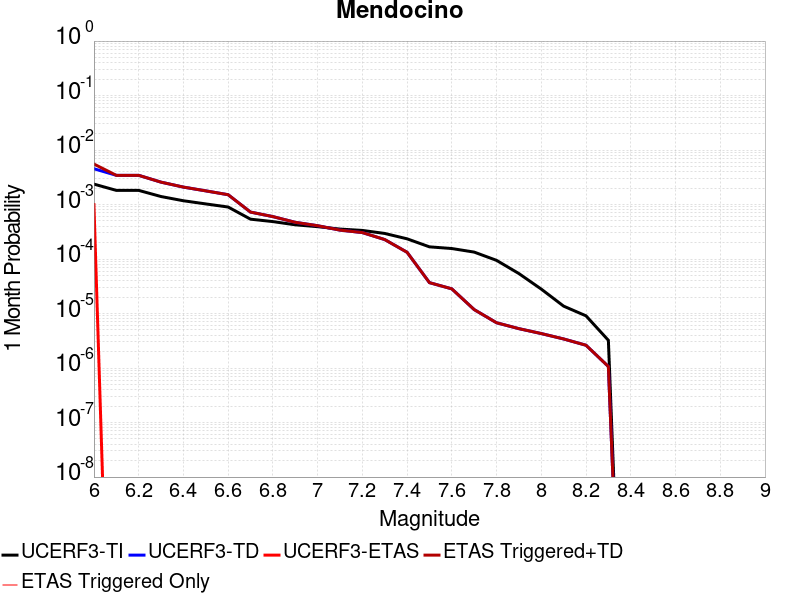 Mendocino
10^0
10^-1
10^-2
10^-3
10^-4
10^-5
10^-6
10^-7
10^-8
1 Month Probability
6 6.2 6.4 6.6 6.8 7 7.2 7.4 7.6 7.8 8 8.2 8.4 8.6 8.8 9
Magnitude
UCERF3-TI UCERF3-TD UCERF3-ETAS ETAS Triggered+TD
ETAS Triggered Only